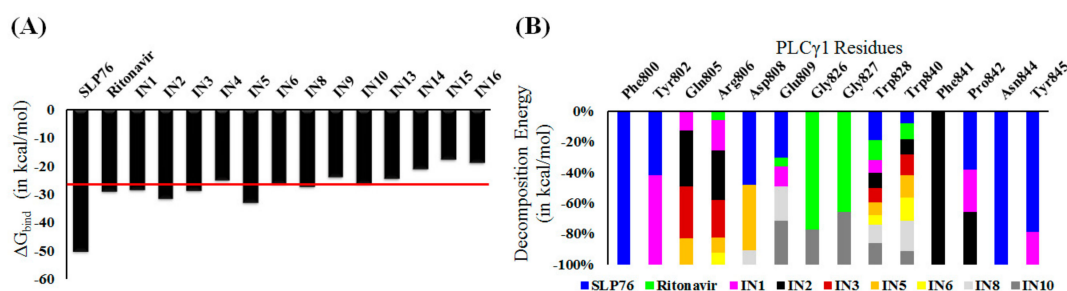 (A)
SLP76 Ritonavir IN1 IN2 IN3 IN4 IN5 IN6 IN8 IN9 IN10 IN13 IN14 IN15 IN16
ΔGbind (in kcal/mol)
0
-10
-20
-30
-40
-50
-60
(B)
PLCγ1 Residues
Phe800 Tyr802 Gln805 Arg806 Asp808 Gln809 Gly826 Gly827 Trp828 Trp840 Phe841 Pro842 Asn844 Tyr845
Decomposition Energy
(in kcal/mol)
0%
-20%
-40%
-60%
-80%
-100%
SLP76 Ritonavir IN1 IN2 IN3 IN5 IN6 IN8 IN10